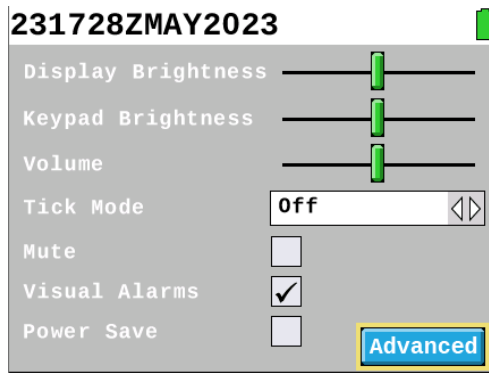 231728ZMAY2023
Display Brightness
Keypad Brightness
Volume
Tick Mode Off
Mute
Visual Alarms
Power Save
Advanced